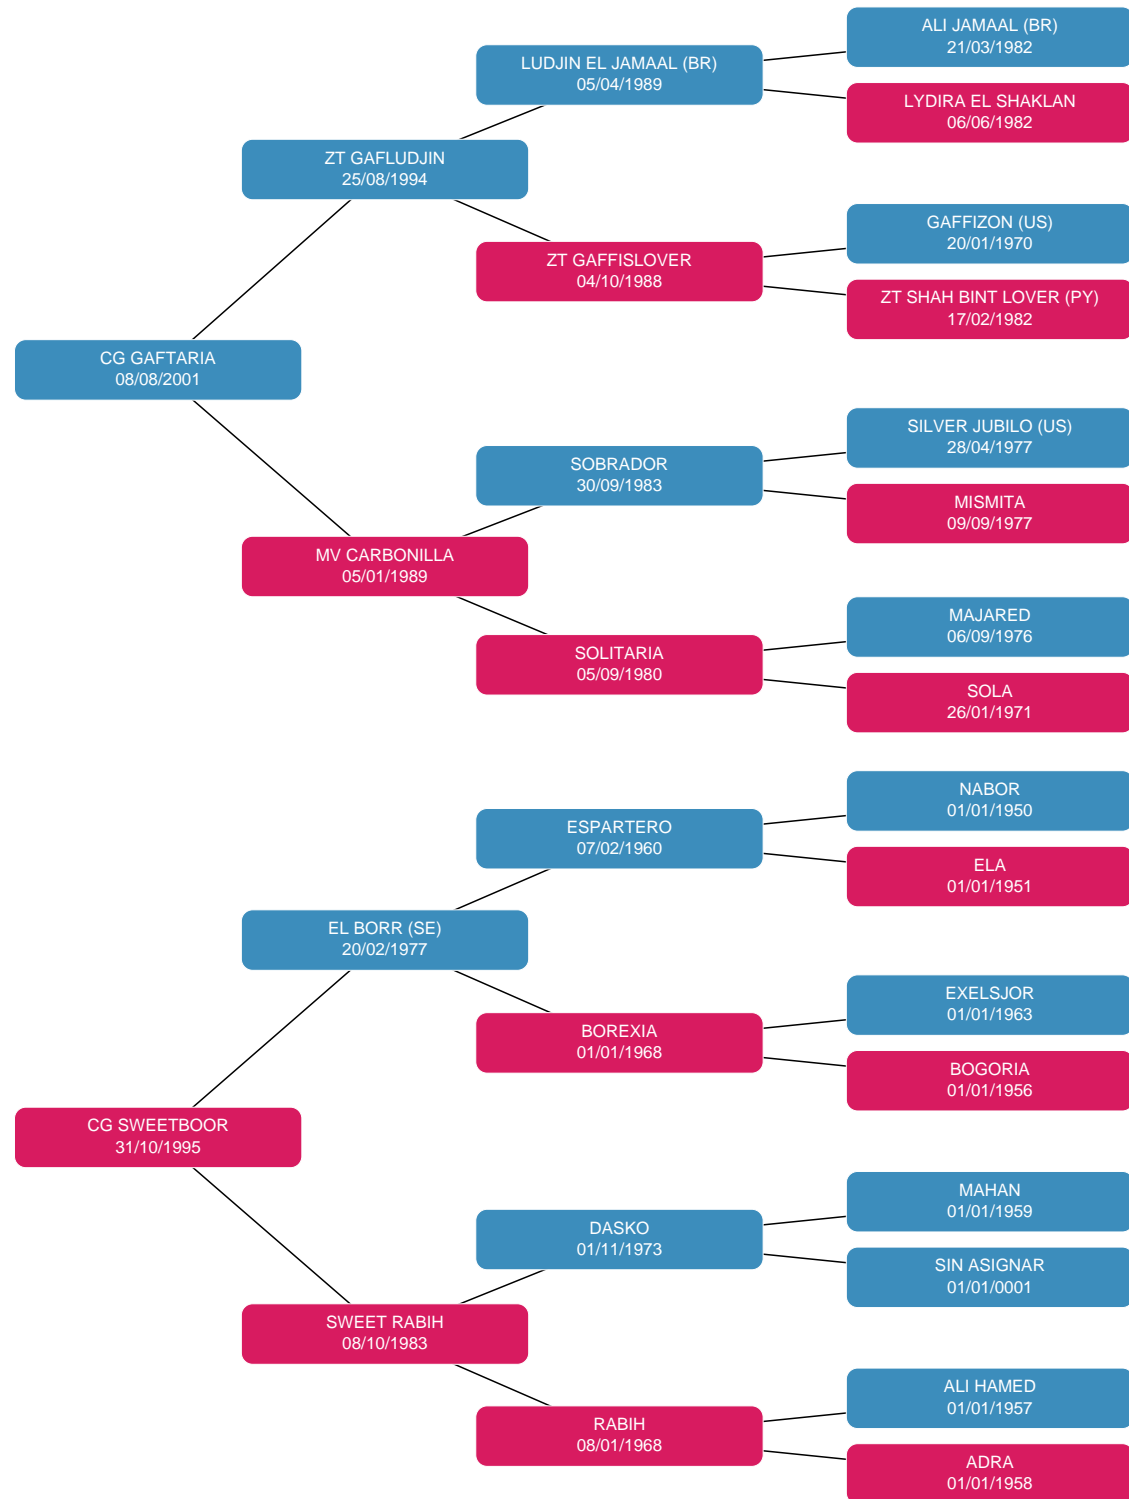 ALI JAMAAL (BR)
21/03/1982
LUDJIN EL JAMAAL (BR)
05/04/1989
LYDIRA EL SHAKLAN
06/06/1982
ZT GAFLUDJIN
25/08/1994
GAFFIZON (US)
20/01/1970
ZT GAFFISLOVER
04/10/1988
ZT SHAH BINT LOVER (PY)
17/02/1982
CG GAFTARIA
08/08/2001
SILVER JUBILO (US)
28/04/1977
SOBRADOR
30/09/1983
MISMITA
09/09/1977
MV CARBONILLA
05/01/1989
MAJARED
06/09/1976
SOLITARIA
05/09/1980
SOLA
26/01/1971
NABOR
01/01/1950
ESPARTERO
07/02/1960
ELA
01/01/1951
EL BORR (SE)
20/02/1977
EXELSJOR
01/01/1963
BOREXIA
01/01/1968
BOGORIA
01/01/1956
CG SWEETBOOR
31/10/1995
MAHAN
01/01/1959
DASKO
01/11/1973
SIN ASIGNAR
01/01/0001
SWEET RABIH
08/10/1983
ALI HAMED
01/01/1957
RABIH
08/01/1968
ADRA
01/01/1958